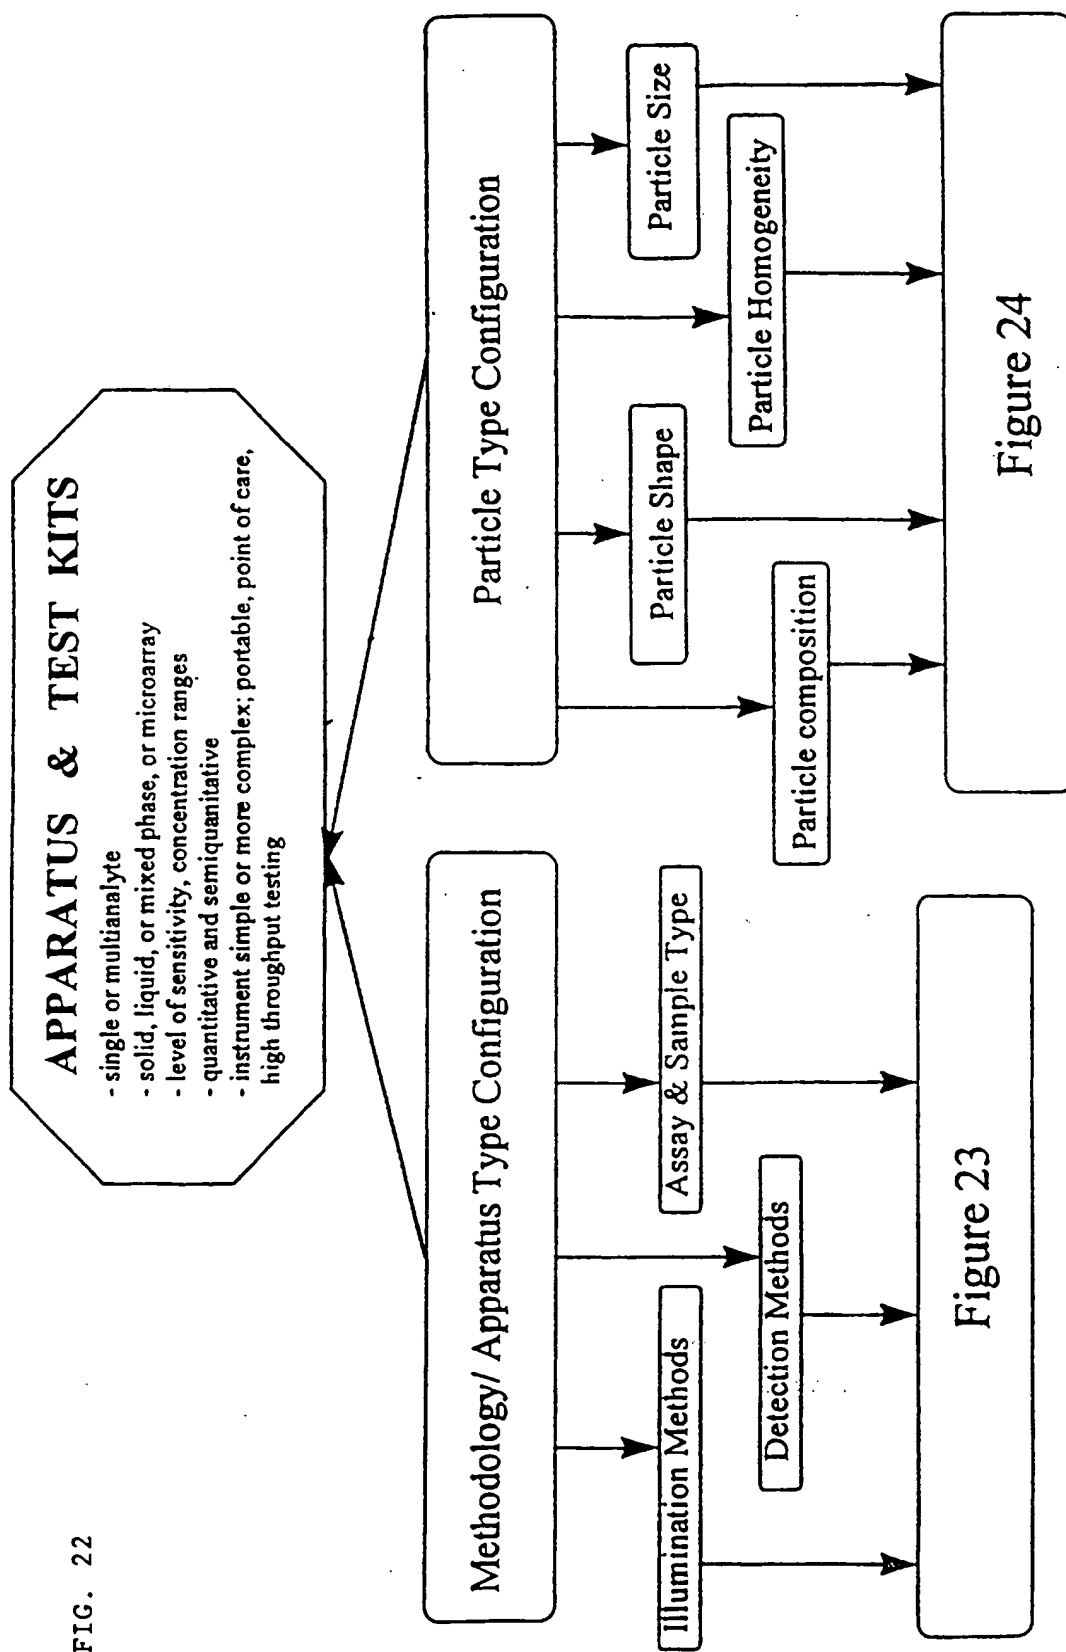 FIG. 22
APPARATUS & TEST KITS
- single or multianalyte
- solid, liquid, or mixed phase, or microarray
- level of sensitivity, concentration ranges
- quantitative and semiquanitative
- instrument simple or more complex; portable, point of care,
high throughput testing
Methodology/ Apparatus Type Configuration
Illumination Methods
Detection Methods
Assay & Sample Type
Figure 23
Particle Type Configuration
Particle composition
Particle Shape
Particle Homogeneity
Particle Size
Figure 24